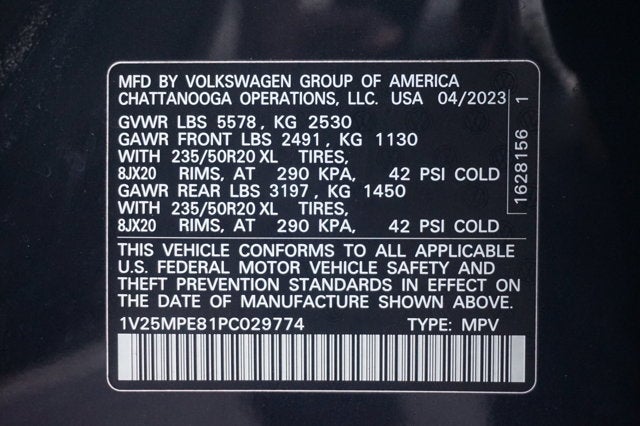 MFD BY VOLKSWAGEN GROUP OF AMERICA
CHATTANOOGA OPERATIONS, LLC. USA 04/2023
GVWR LBS 5578, KG 2530
GAWR FRONT LBS 2491, KG 1130
WITH 235/50R20 XL TIRES,
8JX20 RIMS, AT 290 KPA, 42 PSI COLD
GAWR REAR LBS 3197, KG 1450
WITH 235/50R20 XL TIRES,
8JX20 RIMS, AT 290 KPA, 42 PSI COLD
1628156 1
THIS VEHICLE CONFORMS TO ALL APPLICABLE
U.S. FEDERAL MOTOR VEHICLE SAFETY AND
THEFT PREVENTION STANDARDS IN EFFECT ON
THE DATE OF MANUFACTURE SHOWN ABOVE.
1V25MPE81PC029774 TYPE: MPV